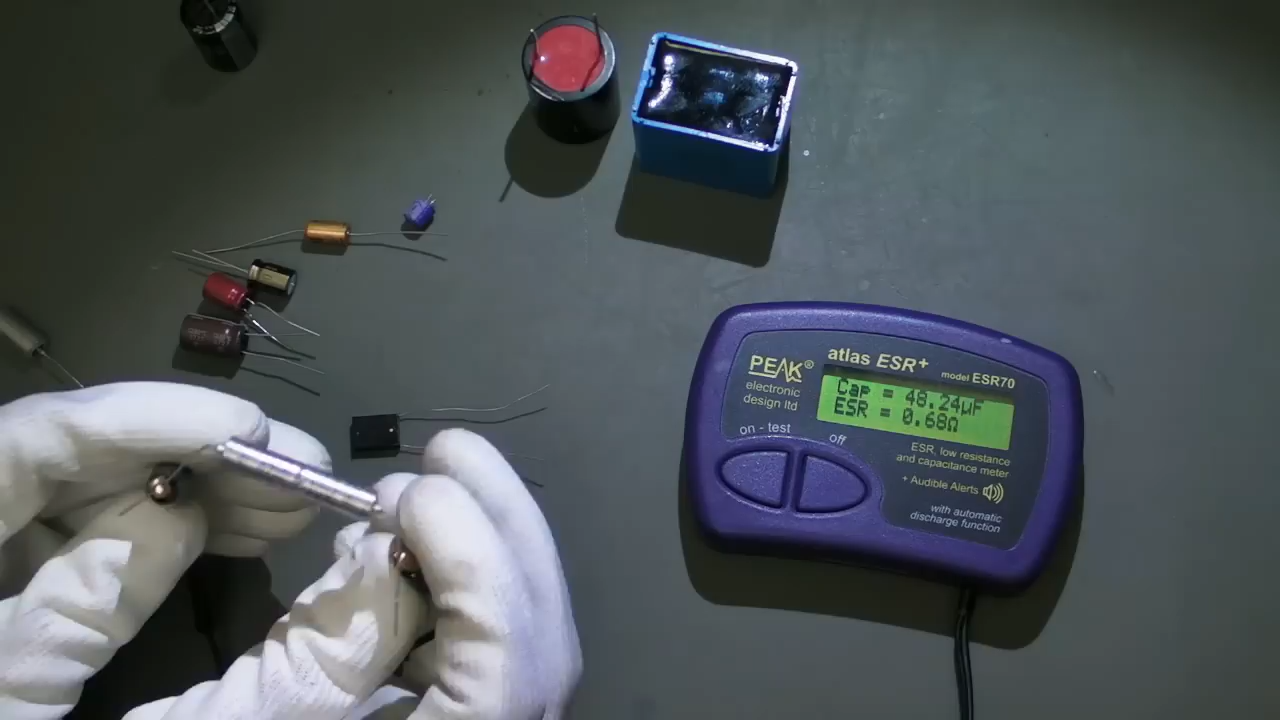 PEAK®
electronic
design ltd
atlas ESR+
model ESR70
Cap = 48.24µF
ESR = 0.68Ω
on - test
off
ESR, low resistance
and capacitance meter
+ Audible Alerts
with automatic
discharge function